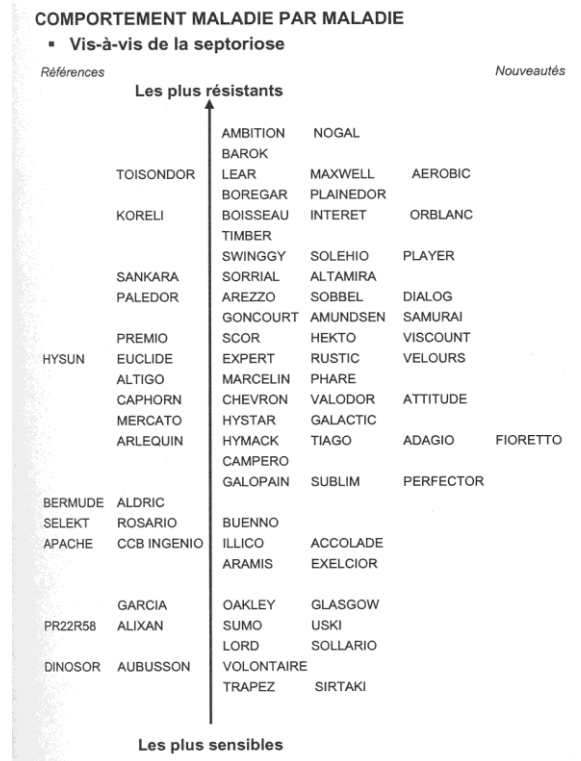 COMPORTEMENT MALADIE PAR MALADIE
▪ Vis-à-vis de la septoriose
Références Nouveautés
Les plus résistants
AMBITION NOGAL
BAROK
TOISONDOR LEAR MAXWELL AEROBIC
BOREGAR PLAINEDOR
KORELI BOISSEAU INTERET ORBLANC
TIMBER
SWINGGY SOLEHIO PLAYER
SANKARA SORRIAL ALTAMIRA
PALEDOR AREZZO SOBBEL DIALOG
GONCOURT AMUNDSEN SAMURAI
PREMIO SCOR HEKTO VISCOUNT
HYSUN EUCLIDE EXPERT RUSTIC VELOURS
ALTIGO MARCELIN PHARE
CAPHORN CHEVRON VALODOR ATTITUDE
MERCATO HYSTAR GALACTIC
ARLEQUIN HYMACK TIAGO ADAGIO FIORETTO
CAMPERO
GALOPAIN SUBLIM PERFECTOR
BERMUDE ALDRIC
SELEKT ROSARIO BUENNO
APACHE CCB INGENIO ILLICO ACCOLADE
ARAMIS EXELCIOR
GARCIA OAKLEY GLASGOW
PR22R58 ALIXAN SUMO USKI
LORD SOLLARIO
DINOSOR AUBUSSON VOLONTAIRE
TRAPEZ SIRTAKI
Les plus sensibles